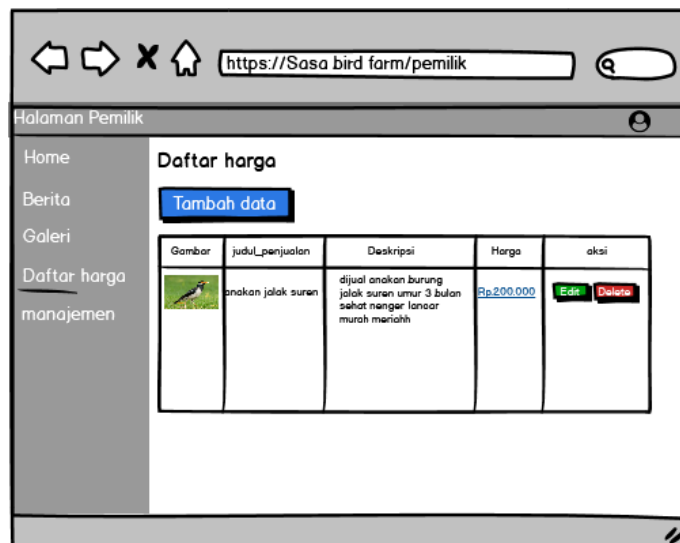 https://Sasa bird farm/pemilik
Halaman Pemilik
Home
Berita
Galeri
Daftar harga
manajemen
Daftar harga
Tambah data
Gambar judul_penjualan Deskripsi Harga aksi
anakan jalak suren
dijual anakan burung
jalak suren umur 3 bulan
sehat nenger lancar
murah meriahh
Rp.200.000
Edit Delete